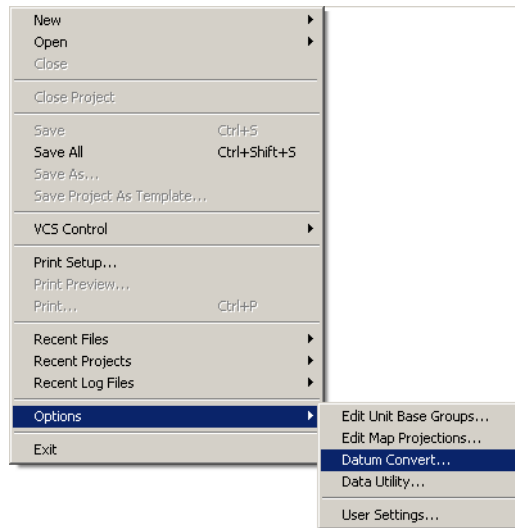 New
Open
Close
Close Project
Save Ctrl+S
Save All Ctrl+Shift+S
Save As...
Save Project As Template...
VCS Control
Print Setup...
Print Preview...
Print... Ctrl+P
Recent Files
Recent Projects
Recent Log Files
Options
Exit
Edit Unit Base Groups...
Edit Map Projections...
Datum Convert...
Data Utility...
User Settings...